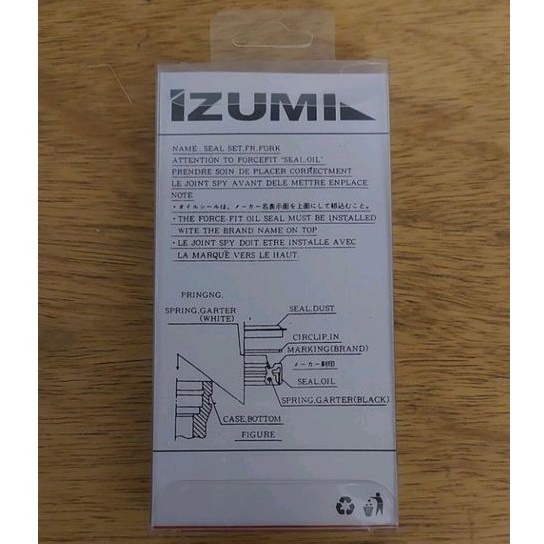 IZUMI
NAME SEAL SET.FR.FORK
ATTENTION TO FORCEFIT "SEAL.OIL"
PRENDRE SOIN DE PLACER CORRECTMENT
LE JOINT SPY AVANT DELE METTRE ENPLACE
NOTE
・オイルシールは、メーカー名表示面を上面にして組込むこと。
・THE FORCE-FIT OIL SEAL MUST BE INSTALLED
WITE THE BRAND NAME ON TOP
・LE JOINT SPY DOIT ETRE INSTALLE AVEC
LA MARQUÈ VERS LE HAUT.
PRINGNG.
SPRING,GARTER
(WHITE)
SEAL.DUST
CIRCLIP,IN
MARKING(BRAND)
メーカー刻印
SEAL.OIL
SPRING,GARTER(BLACK)
CASE.BOTTOM
FIGURE